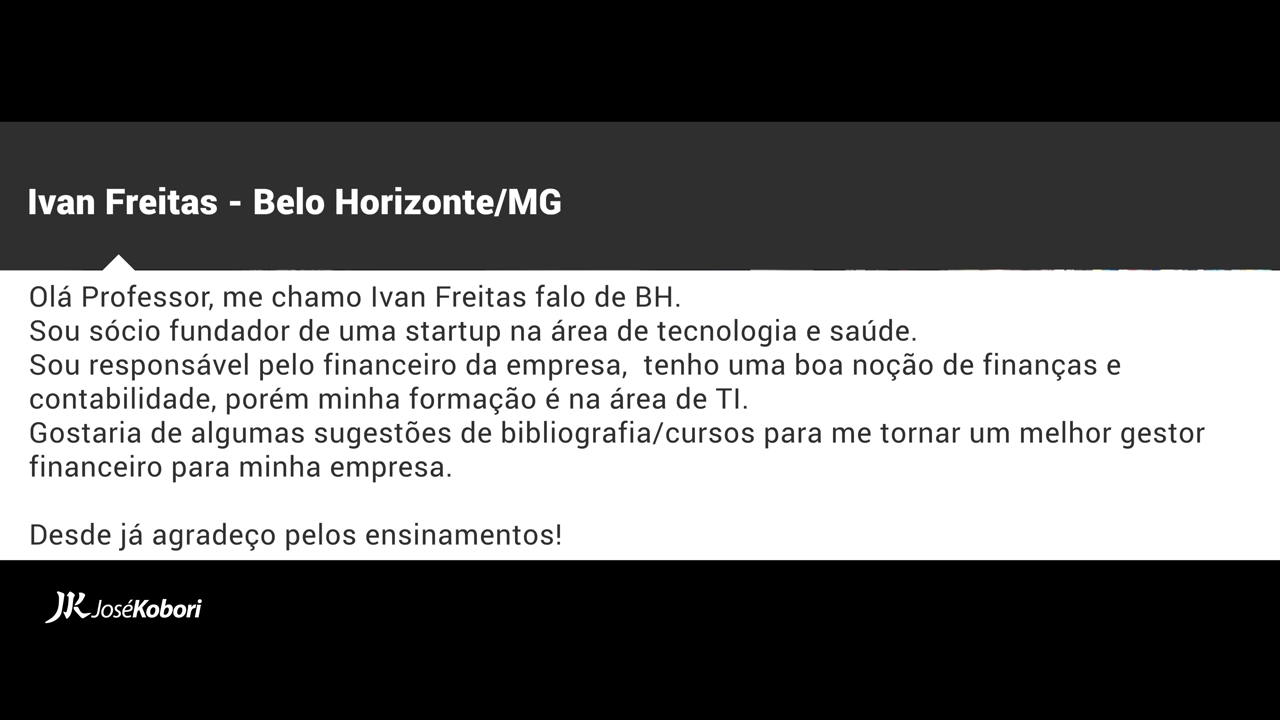 Ivan Freitas - Belo Horizonte/MG
Olá Professor, me chamo Ivan Freitas falo de BH.
Sou sócio fundador de uma startup na área de tecnologia e saúde.
Sou responsável pelo financeiro da empresa,  tenho uma boa noção de finanças e
contabilidade, porém minha formação é na área de TI.
Gostaria de algumas sugestões de bibliografia/cursos para me tornar um melhor gestor
financeiro para minha empresa.
Desde já agradeço pelos ensinamentos!
JK JoséKobori